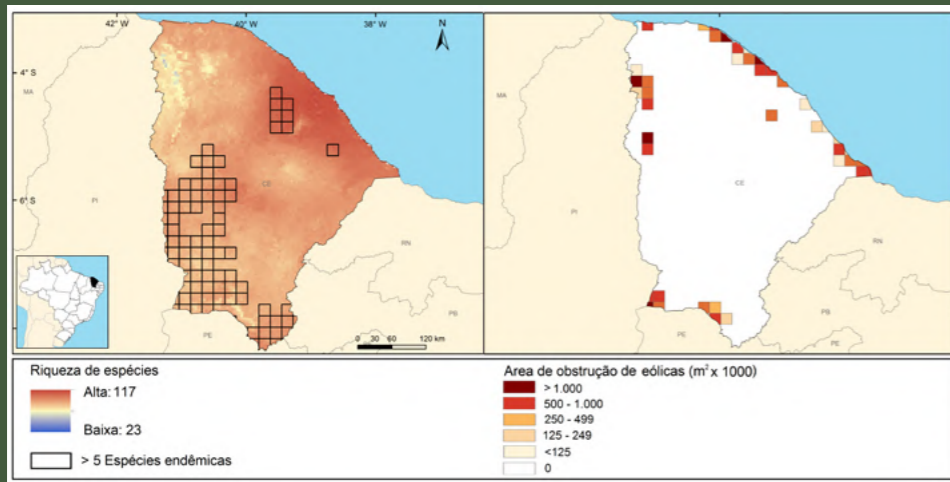 42° W
40° W
38° W
N
4° S
6° S
MA
PI
CE
RN
PB
PE
0 30 60 120 km
MA
PI
CE
RN
PB
PE
PE
Riqueza de espécies
Alta: 117
Baixa: 23
> 5 Espécies endêmicas
Area de obstrução de eólicas (m² x 1000)
> 1.000
500 - 1.000
250 - 499
125 - 249
<125
0